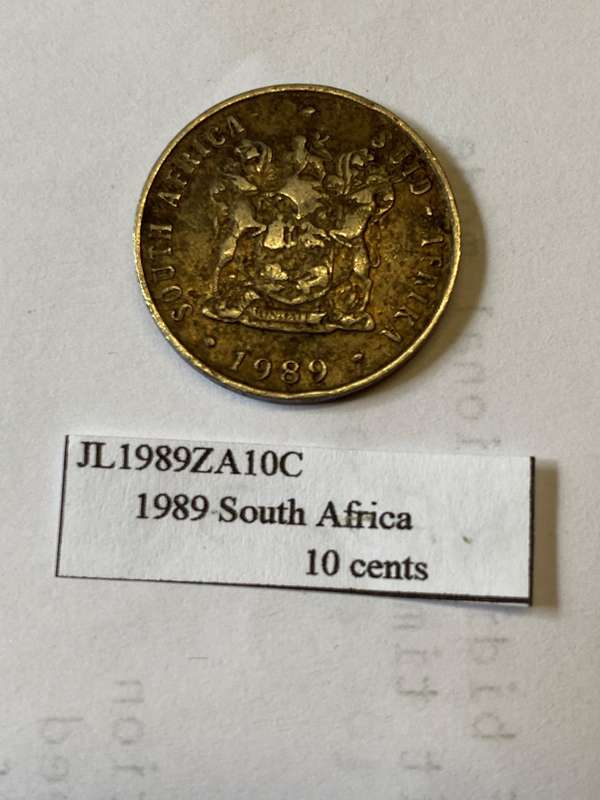 SOUTH AFRICA · SUID-AFRIKA
· 1989 ·
JL1989ZA10C
1989 South Africa
10 cents